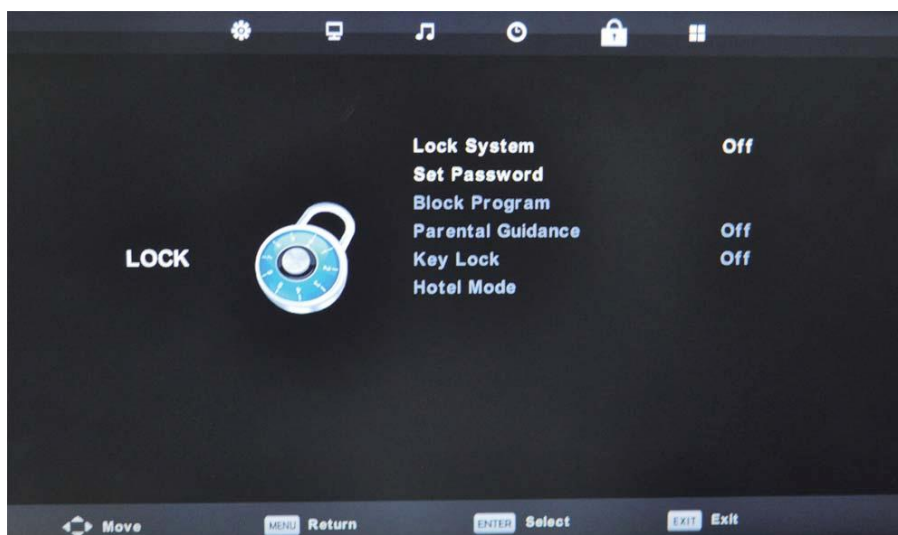 Lock System Off
Set Password
Block Program
Parental Guidance Off
LOCK
Key Lock Off
Hotel Mode
Move MENU Return ENTER Select EXIT Exit